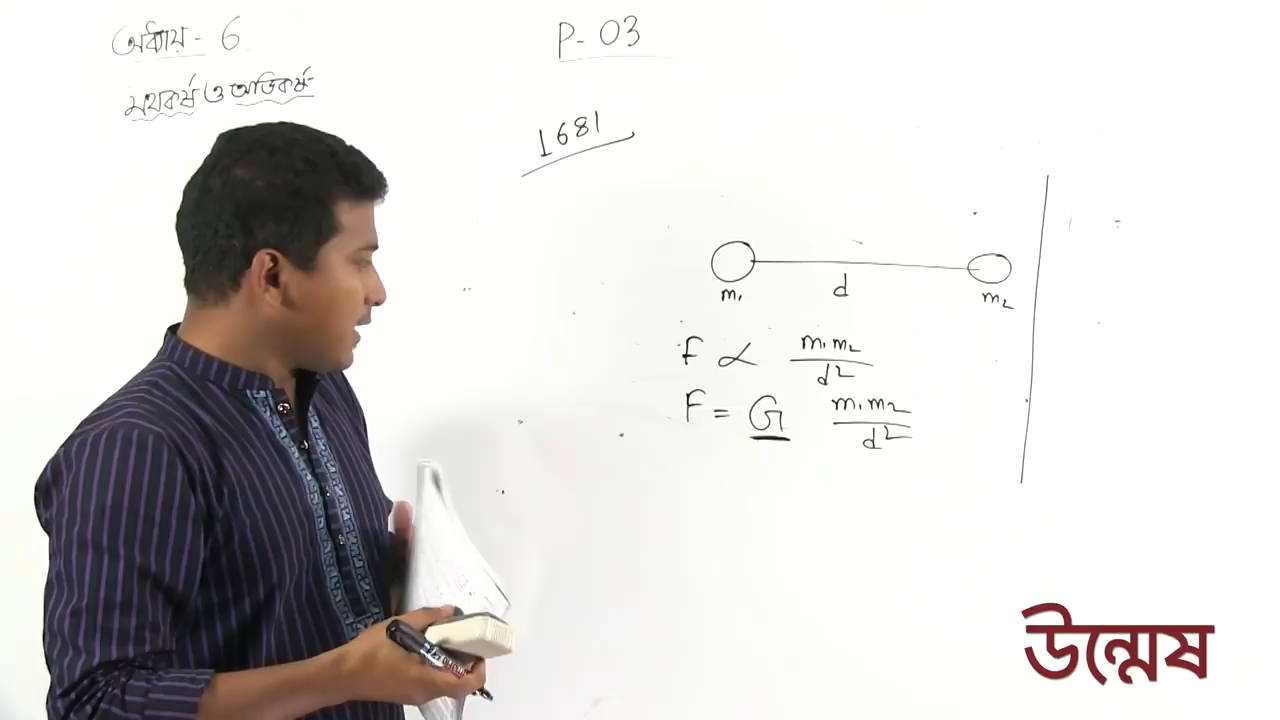 অধ্যায় - 6
P - 03
মহাকর্ষ ও অভিকর্ষ
1681
d
m₁ m₂
F ∝ m₁m₂/d²
F = G m₁m₂/d²
উন্মেষ